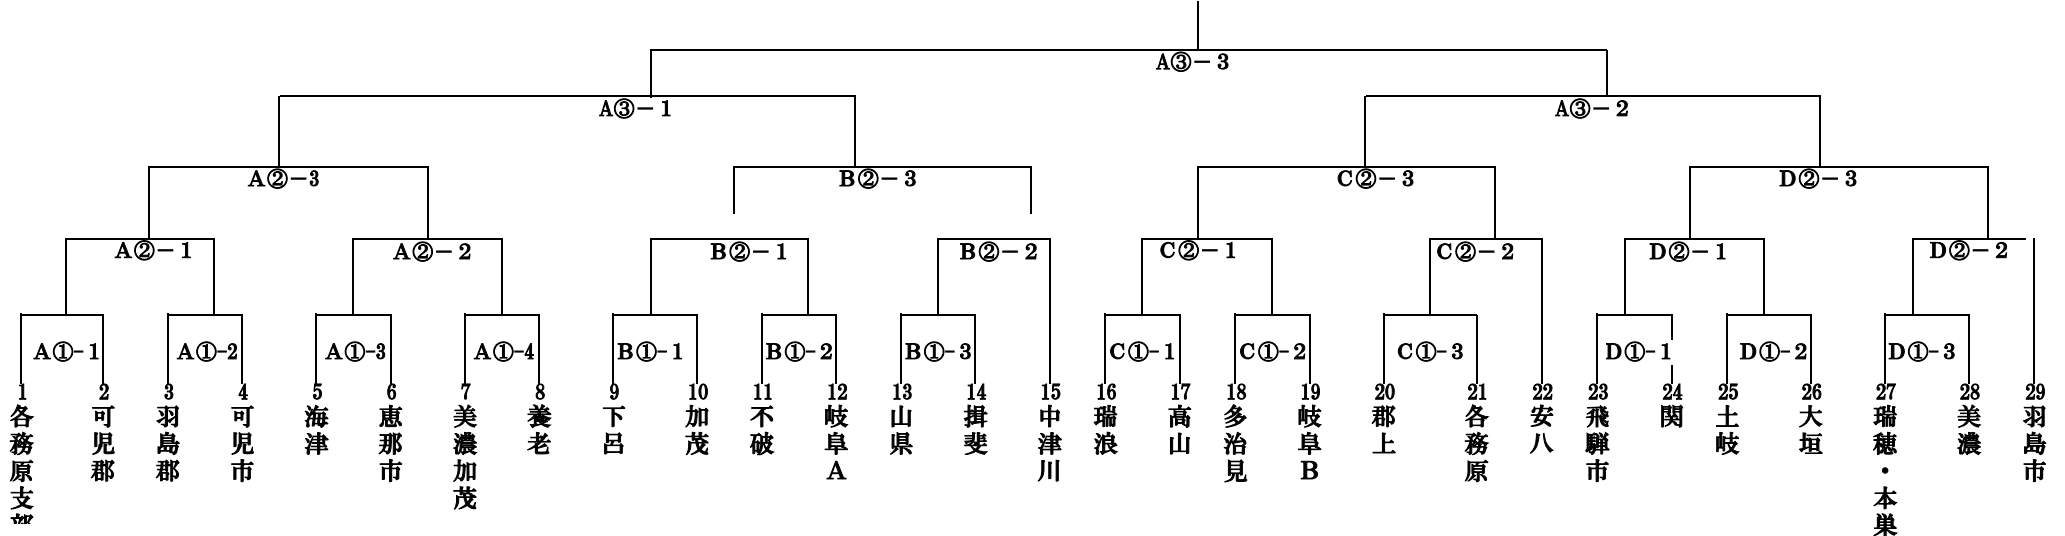 A③－3
A③－1
A③－2
A②－3
B②－3
C②－3
D②－3
A②－1
A②－2
B②－1
B②－2
C②－1
C②－2
D②－1
D②－2
A①-1
A①-2
A①-3
A①-4
B①-1
B①-2
B①-3
C①-1
C①-2
C①-3
D①-1
D①-2
D①-3
1
各務原支部
2
可児郡
3
羽島郡
4
可児市
5
海津
6
恵那市
7
美濃加茂
8
養老
9
下呂
10
加茂
11
不破
12
岐阜A
13
山県
14
揖斐
15
中津川
16
瑞浪
17
高山
18
多治見
19
岐阜B
20
郡上
21
各務原
22
安八
23
飛騨市
24
関
25
土岐
26
大垣
27
瑞穂・本巣
28
美濃
29
羽島市